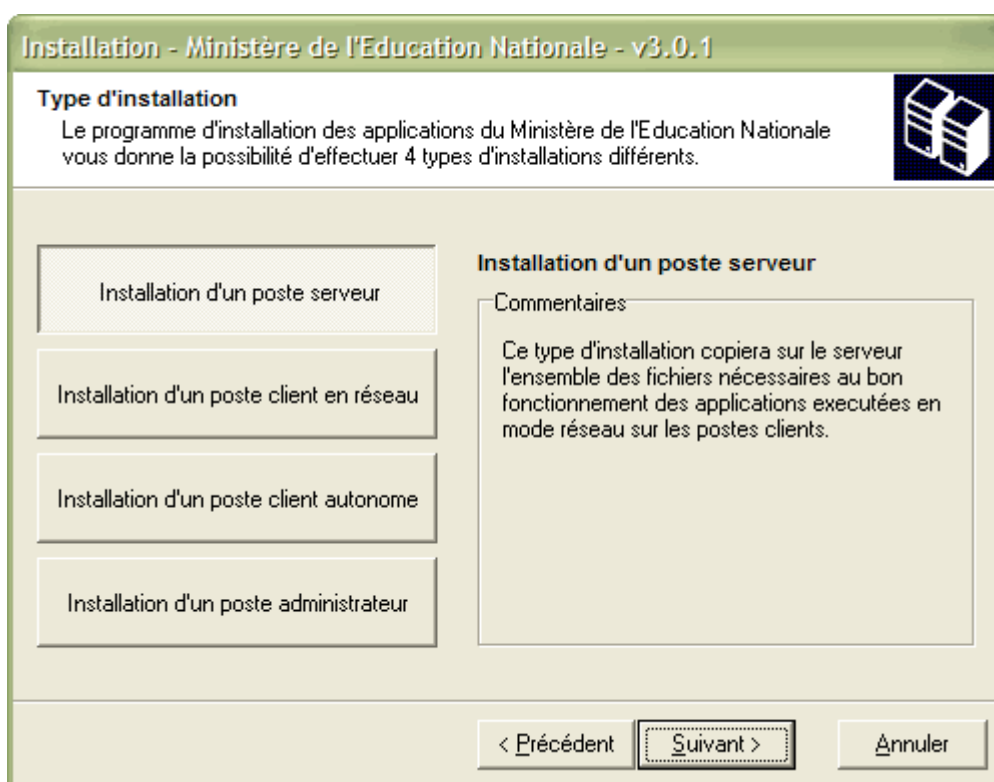 Installation - Ministère de l'Education Nationale - v3.0.1
Type d'installation
Le programme d'installation des applications du Ministère de l'Education Nationale
vous donne la possibilité d'effectuer 4 types d'installations différents.
Installation d'un poste serveur
Installation d'un poste client en réseau
Installation d'un poste client autonome
Installation d'un poste administrateur
Installation d'un poste serveur
Commentaires
Ce type d'installation copiera sur le serveur
l'ensemble des fichiers nécessaires au bon
fonctionnement des applications executées en
mode réseau sur les postes clients.
< Précédent
Suivant >
Annuler